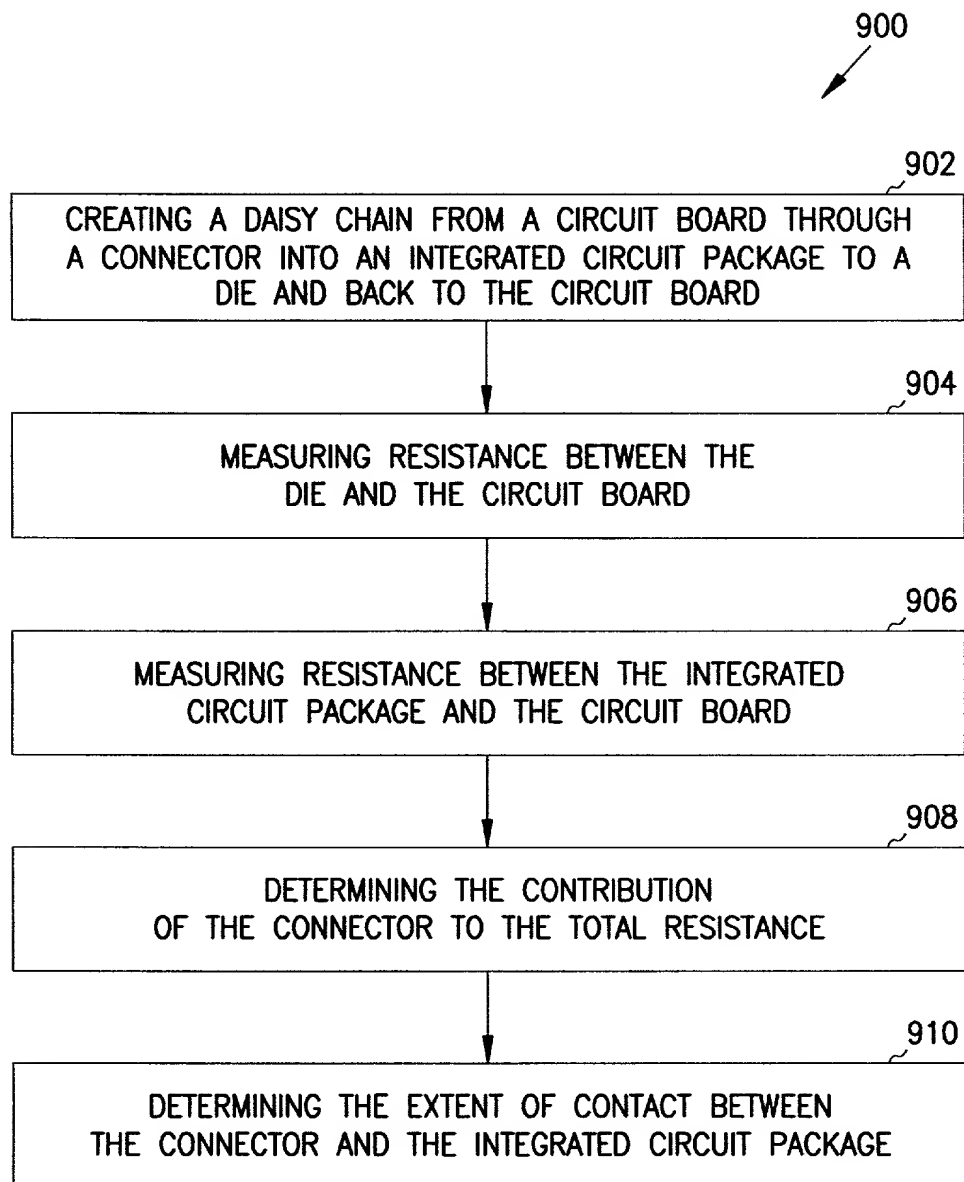 900
902
CREATING A DAISY CHAIN FROM A CIRCUIT BOARD THROUGH
A CONNECTOR INTO AN INTEGRATED CIRCUIT PACKAGE TO A
DIE AND BACK TO THE CIRCUIT BOARD
904
MEASURING RESISTANCE BETWEEN THE
DIE AND THE CIRCUIT BOARD
906
MEASURING RESISTANCE BETWEEN THE INTEGRATED
CIRCUIT PACKAGE AND THE CIRCUIT BOARD
908
DETERMINING THE CONTRIBUTION
OF THE CONNECTOR TO THE TOTAL RESISTANCE
910
DETERMINING THE EXTENT OF CONTACT BETWEEN
THE CONNECTOR AND THE INTEGRATED CIRCUIT PACKAGE